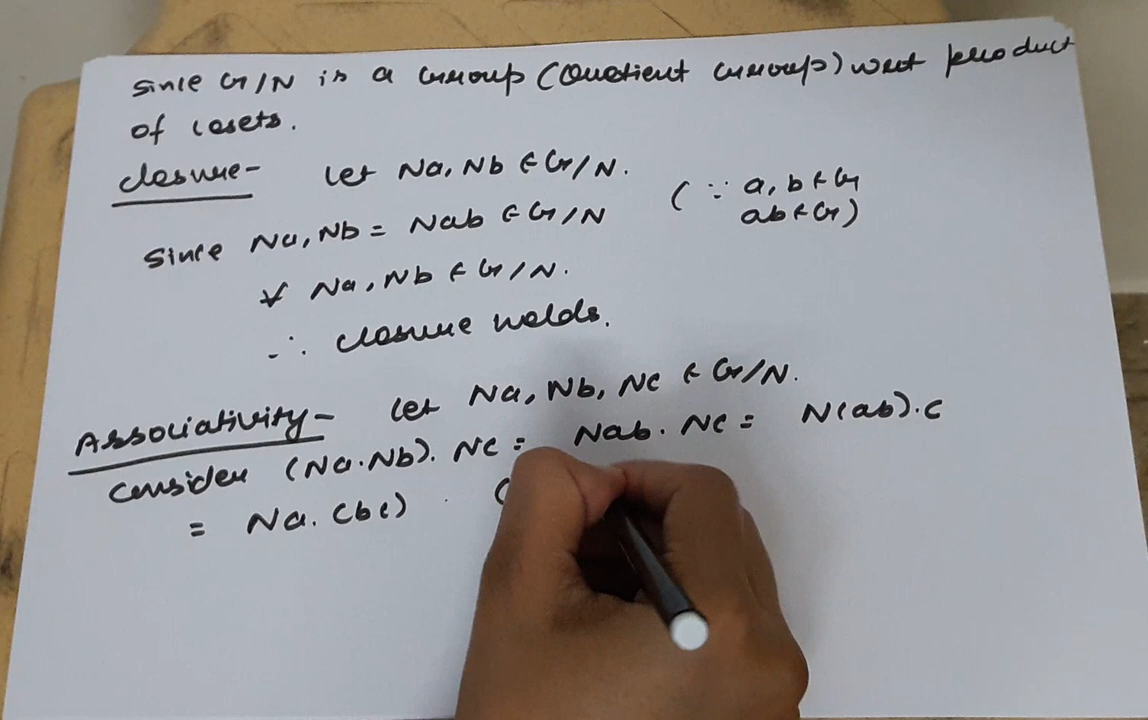 Since G/N is a Group (Quotient Group) wrt product
of cosets.
Closure- Let Na, Nb ∈ G/N.
Since Na, Nb = Nab ∈ G/N (∵ a, b ∈ G
ab ∈ G)
∀ Na, Nb ∈ G/N.
∴ closure holds.
Associativity- Let Na, Nb, Nc ∈ G/N.
Consider (Na.Nb). Nc = Nab. Nc = N(ab).c
= Na. (bc) (